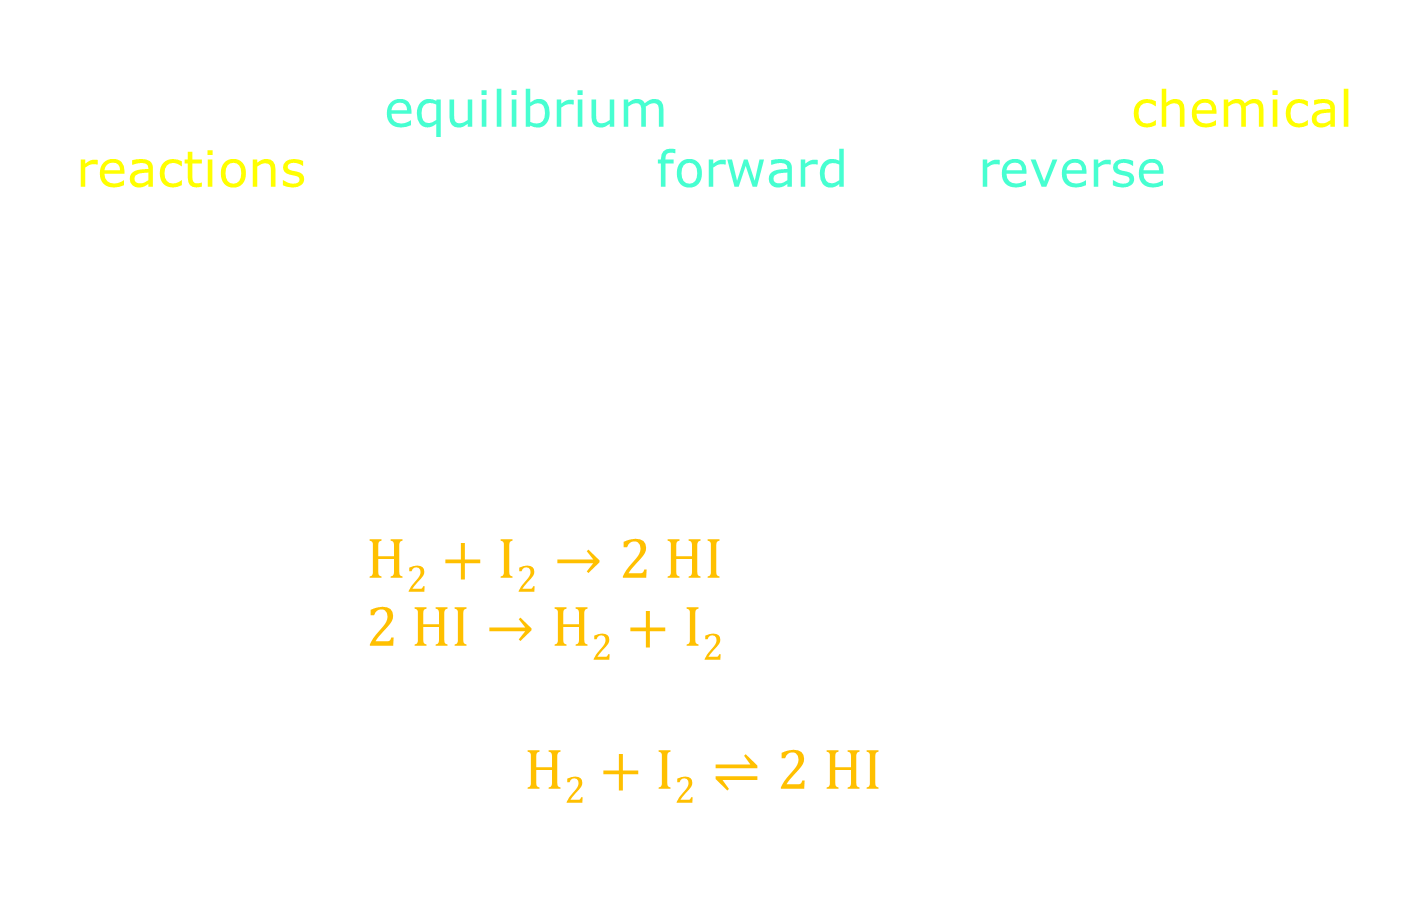 equilibrium chemical
reactions forward reverse
H₂ + I₂ → 2 HI
2 HI → H₂ + I₂
H₂ + I₂ ⇌ 2 HI